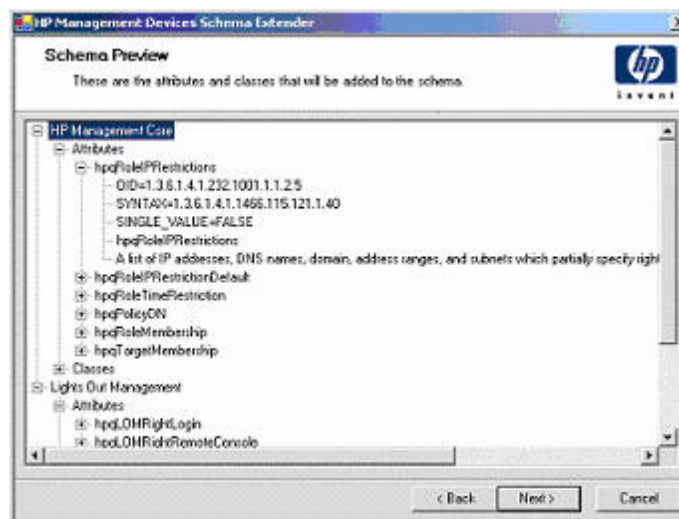 HP Management Devices Schema Extender
Schema Preview
These are the attributes and classes that will be added to the schema.
hp
invent
HP Management Core
Attributes
hpqRoleIPRestrictions
OID=1.3.6.1.4.1.232.1001.1.1.2.5
SYNTAX=1.3.6.1.4.1.1466.115.121.1.40
SINGLE_VALUE=FALSE
hpqRoleIPRestrictions
A list of IP addresses, DNS names, domain, address ranges, and subnets which partially specify right
hpqRoleIPRestrictionDefault
hpqRoleTimeRestriction
hpqPolicyDN
hpqRoleMembership
hpqTargetMembership
Classes
Lights Out Management
Attributes
hpqLOMRightLogin
hpqLOMRightRemoteConsole
< Back Next > Cancel